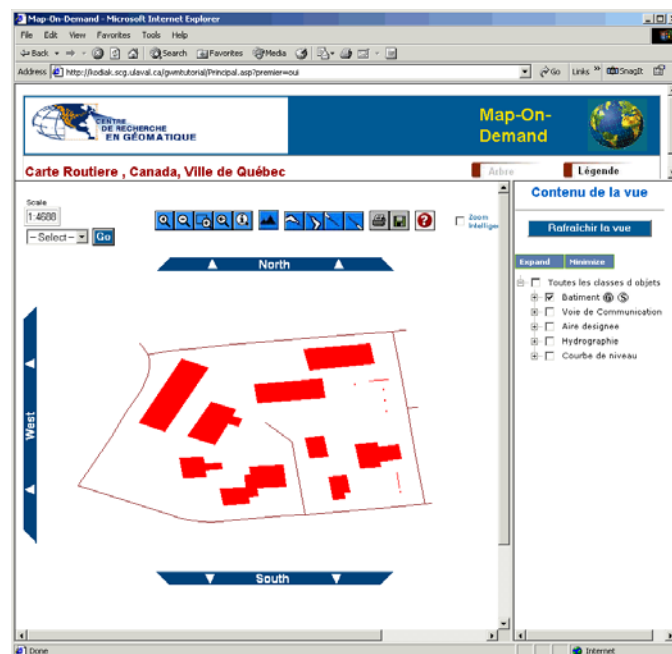 Map-On-Demand - Microsoft Internet Explorer
File Edit View Favorites Tools Help
Back Search Favorites Media
Address http://kodiak.scg.ulaval.ca/gwmtutorial/Principal.asp?premier=oui Go Links » SnagIt
CENTRE
DE RECHERCHE
EN GÉOMATIQUE
Map-On-
Demand
Carte Routiere , Canada, Ville de Québec
Arbre
Légende
Scale
1:4688
-- Select -- Go
Zoom
Intelligen
Contenu de la vue
Rafraîchir la vue
Expand Minimize
Toutes les classes d objets
Batiment G S
Voie de Communication
Aire designee
Hydrographie
Courbe de niveau
North
West
South
Done
Internet